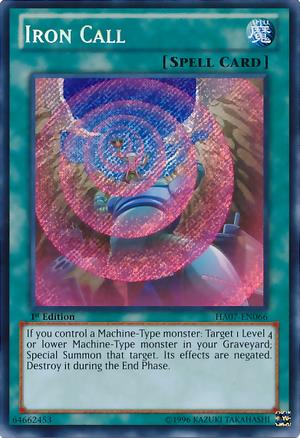 Iron Call
魔
[SPELL CARD]
1st Edition
HA07-EN066
If you control a Machine-Type monster: Target 1 Level 4
or lower Machine-Type monster in your Graveyard;
Special Summon that target. Its effects are negated.
Destroy it during the End Phase.
64662453
©1996 KAZUKI TAKAHASHI